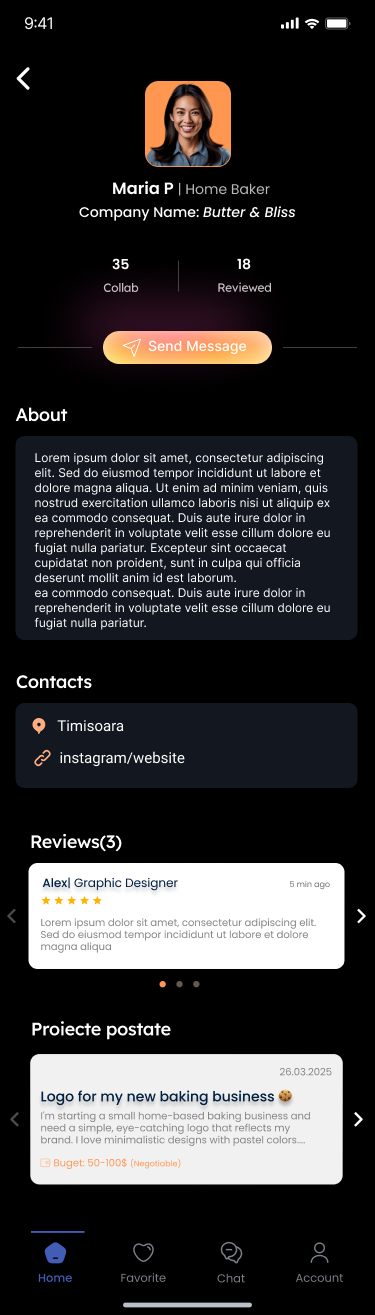 9:41
Maria P | Home Baker
Company Name: Butter & Bliss
35
Collab
18
Reviewed
Send Message
About
Lorem ipsum dolor sit amet, consectetur adipiscing
elit. Sed do eiusmod tempor incididunt ut labore et
dolore magna aliqua. Ut enim ad minim veniam, quis
nostrud exercitation ullamco laboris nisi ut aliquip ex
ea commodo consequat. Duis aute irure dolor in
reprehenderit in voluptate velit esse cillum dolore eu
fugiat nulla pariatur. Excepteur sint occaecat
cupidatat non proident, sunt in culpa qui officia
deserunt mollit anim id est laborum.
ea commodo consequat. Duis aute irure dolor in
reprehenderit in voluptate velit esse cillum dolore eu
fugiat nulla pariatur.
Contacts
Timisoara
instagram/website
Reviews(3)
Alex| Graphic Designer
5 min ago
Lorem ipsum dolor sit amet, consectetur adipiscing elit.
Sed do eiusmod tempor incididunt ut labore et dolore
magna aliqua
Proiecte postate
26.03.2025
Logo for my new baking business 🍪
I'm starting a small home-based baking business and
need a simple, eye-catching logo that reflects my
brand. I love minimalistic designs with pastel colors....
Buget: 50-100$ (Negotiable)
Home
Favorite
Chat
Account